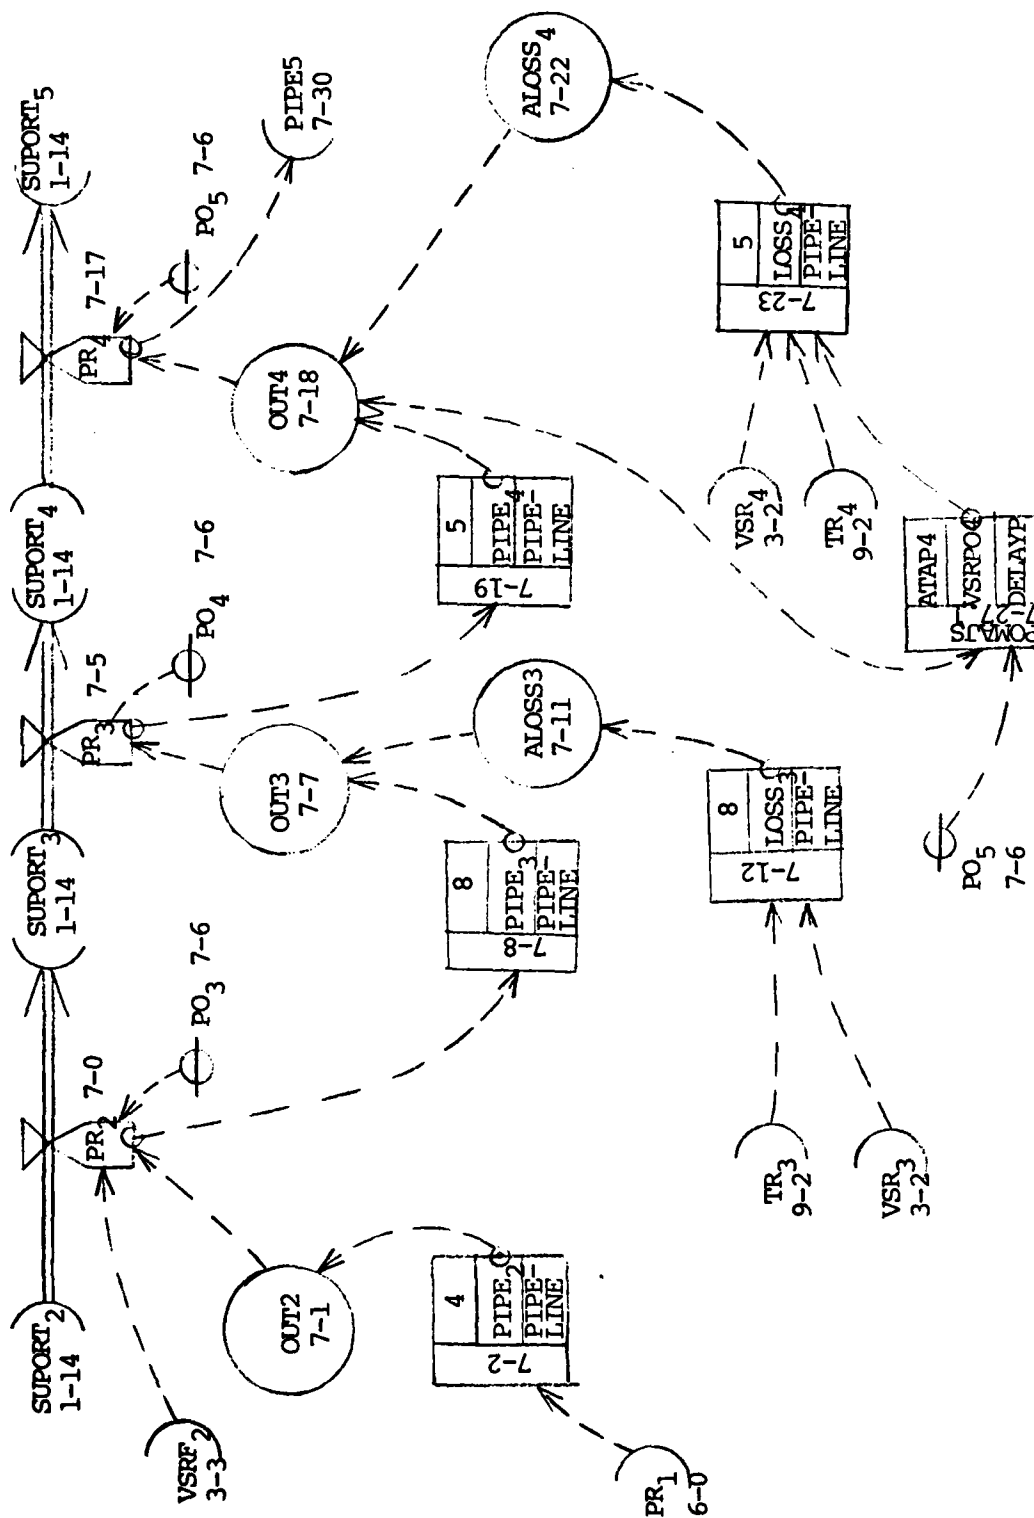 SUPORT2
1-14
SUPORT3
1-14
SUPORT4
1-14
SUPORT5
1-14
VSRF2
3-3
PR2
7-0
PO3 7-6
PR3
7-5
PO4 7-6
PR4
7-17
PO5 7-6
PIPE5
7-30
OUT2
7-1
OUT3
7-7
OUT4
7-18
4
PIPE2
PIPE-
LINE
7-2
8
PIPE3
PIPE-
LINE
7-8
5
PIPE4
PIPE-
LINE
7-19
ALOSS3
7-11
ALOSS4
7-22
PR1
6-0
8
LOSS3
PIPE-
LINE
7-12
5
LOSS4
PIPE-
LINE
7-23
TR3
9-2
VSR3
3-2
VSR4
3-2
TR4
9-2
ATAP4
VSRPO4
DELAYP
7-27
POMAJS
PO5
7-6